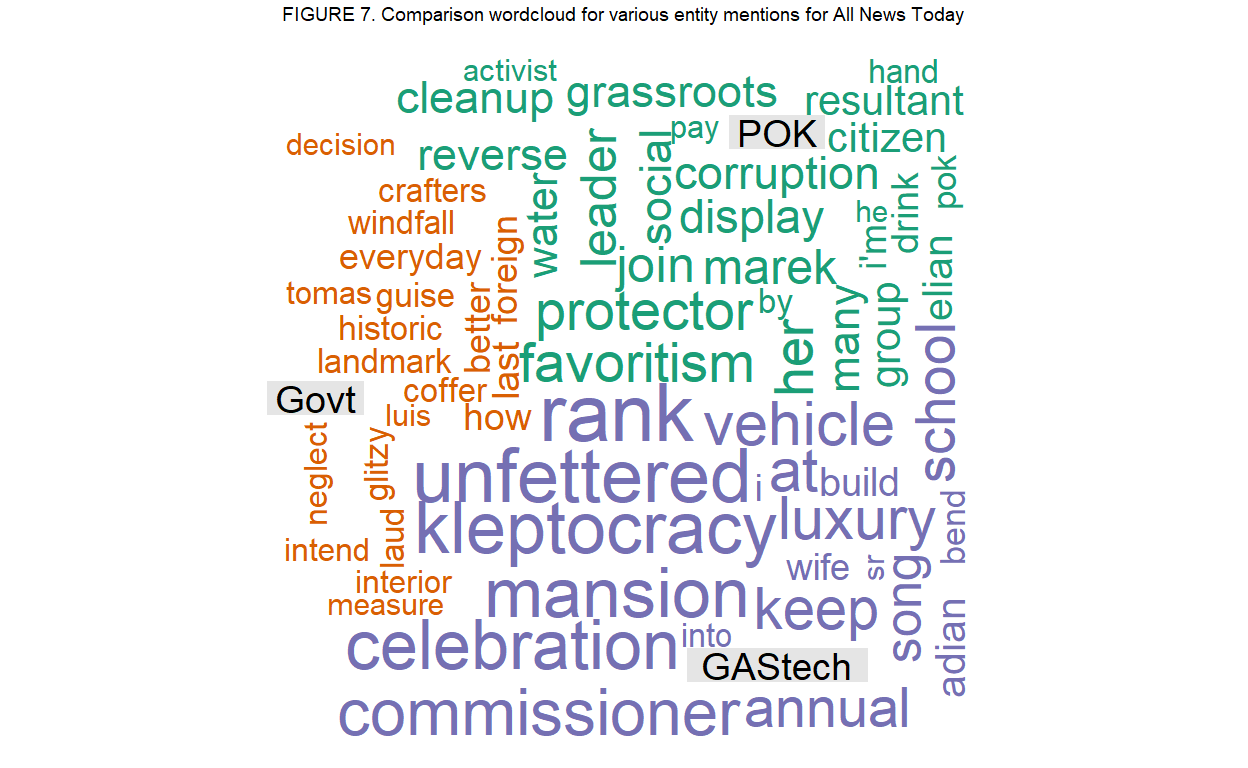 FIGURE 7. Comparison wordcloud for various entity mentions for All News Today
activist
hand
cleanup
grassroots
resultant
decision
pay
POK
citizen
reverse
leader
social
corruption
pok
crafters
water
drink
windfall
foreign
display
he
i'me
everyday
join
marek
elian
tomas
guise
better
protector
by
many
group
historic
last
her
landmark
favoritism
school
Govt
coffer
luis
how
rank
vehicle
neglect
glitzy
unfettered
i
at
build
laud
kleptocracy
luxury
bend
intend
wife
sr
song
interior
measure
mansion
keep
adian
celebration
into
GAStech
commissioner
annual